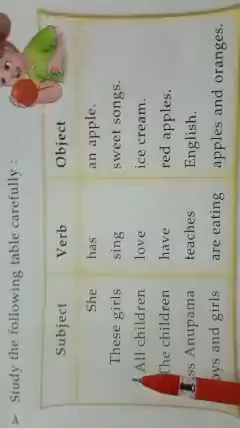 ➤ Study the following table carefully :
Subject Verb Object
She has an apple.
These girls sing sweet songs.
All children love ice cream.
The children have red apples.
ss Anupama teaches English.
oys and girls are eating apples and oranges.